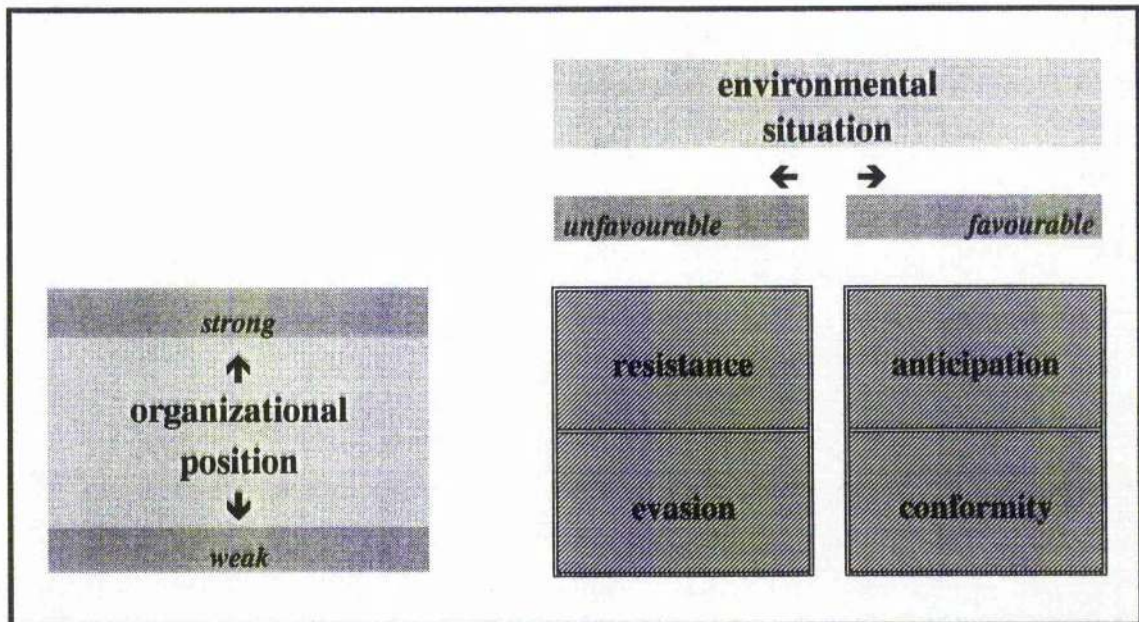 environmental
situation
🡨 🡪
unfavourable
favourable
strong
🡩
organizational
position
🡫
weak
resistance
anticipation
evasion
conformity